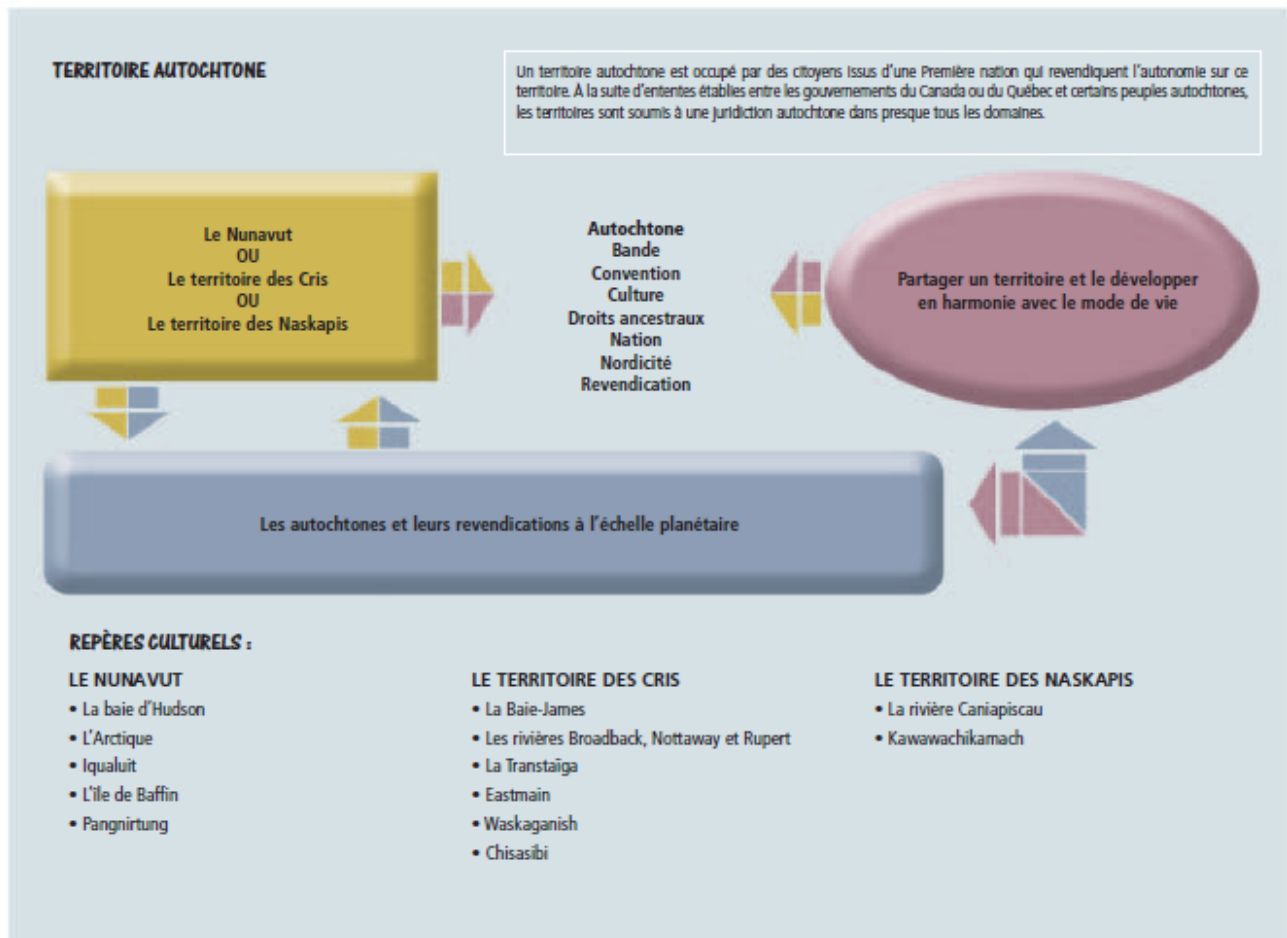 TERRITOIRE AUTOCHTONE
Un territoire autochtone est occupé par des citoyens issus d'une Première nation qui revendiquent l'autonomie sur ce
territoire. À la suite d'ententes établies entre les gouvernements du Canada ou du Québec et certains peuples autochtones,
les territoires sont soumis à une juridiction autochtone dans presque tous les domaines.
Le Nunavut
OU
Le territoire des Cris
OU
Le territoire des Naskapis
Autochtone
Bande
Convention
Culture
Droits ancestraux
Nation
Nordicité
Revendication
Partager un territoire et le développer
en harmonie avec le mode de vie
Les autochtones et leurs revendications à l'échelle planétaire
REPÈRES CULTURELS :
LE NUNAVUT
• La baie d'Hudson
• L'Arctique
• Iqualuit
• L'île de Baffin
• Pangnirtung
LE TERRITOIRE DES CRIS
• La Baie-James
• Les rivières Broadback, Nottaway et Rupert
• La Transtaïga
• Eastmain
• Waskaganish
• Chisasibi
LE TERRITOIRE DES NASKAPIS
• La rivière Caniapiscau
• Kawawachikamach